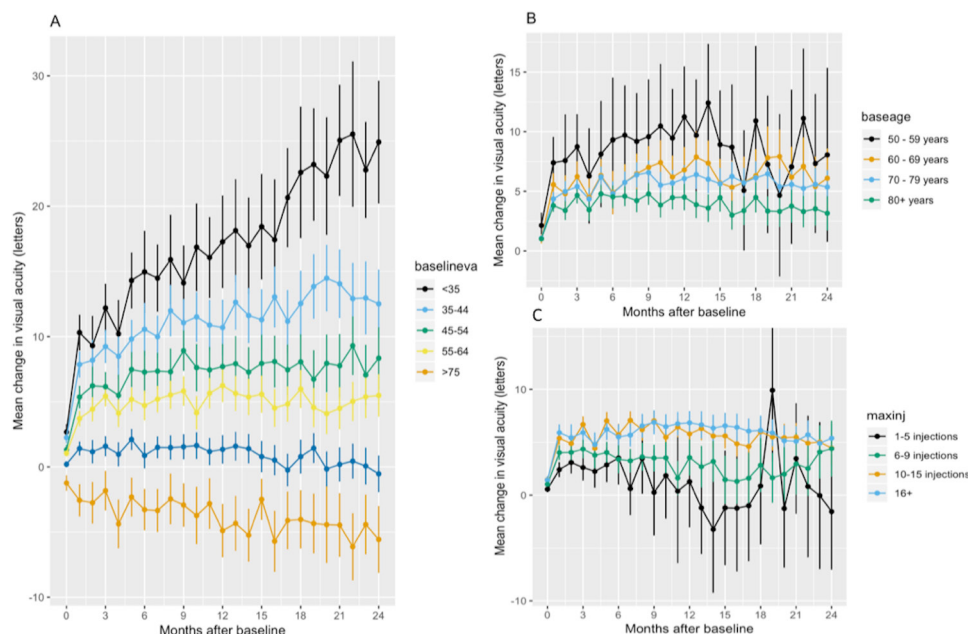 A
Mean change in visual acuity (letters)
30
20
10
0
-10
0 3 6 9 12 15 18 21 24
Months after baseline
baselineva
<35
35-44
45-54
55-64
>75
B
Mean change in visual acuity (letters)
15
10
5
0
0 3 6 9 12 15 18 21 24
Months after baseline
baseage
50 - 59 years
60 - 69 years
70 - 79 years
80+ years
C
Mean change in visual acuity (letters)
10
0
-10
0 3 6 9 12 15 18 21 24
Months after baseline
maxinj
1-5 injections
6-9 injections
10-15 injections
16+